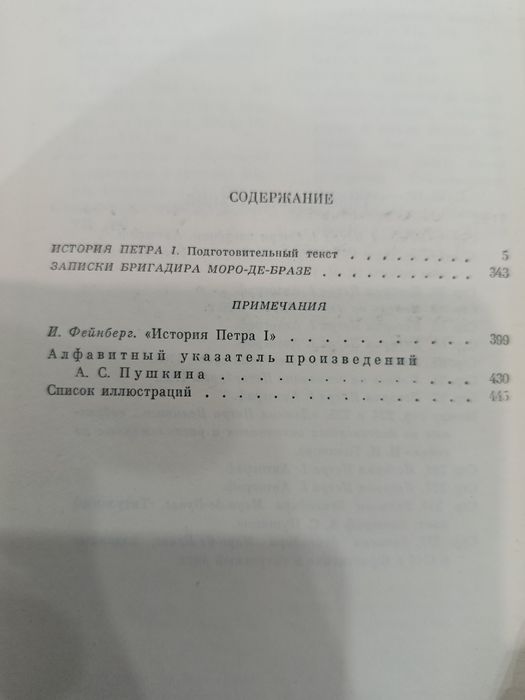 СОДЕРЖАНИЕ
ИСТОРИЯ ПЕТРА I. Подготовительный текст . . . . . . . . . 5
ЗАПИСКИ БРИГАДИРА МОРО-ДЕ-БРАЗЕ . . . . . . . . . . . 343
ПРИМЕЧАНИЯ
И. Фейнберг. «История Петра I» . . . . . . . . . . . . . 399
Алфавитный указатель произведений
А. С. Пушкина . . . . . . . . . . . . . . . 430
Список иллюстраций . . . . . . . . . . . . . . . . . 445